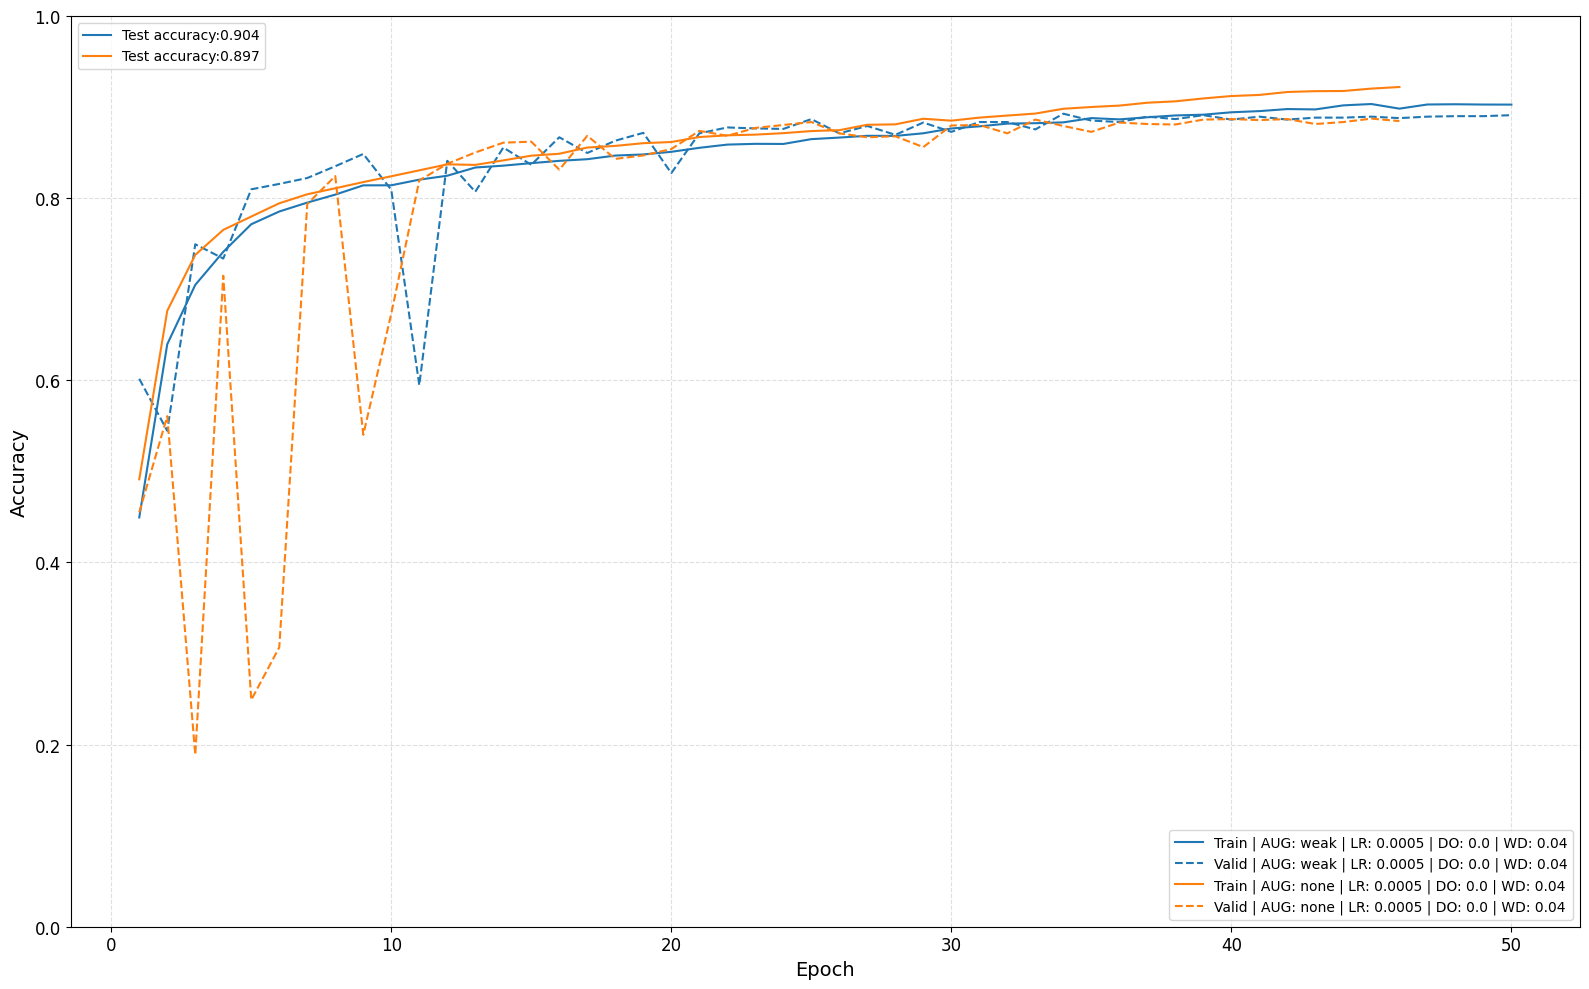 Test accuracy:0.904
Test accuracy:0.897
1.0
0.8
0.6
0.4
0.2
0.0
Accuracy
Train | AUG: weak | LR: 0.0005 | DO: 0.0 | WD: 0.04
Valid | AUG: weak | LR: 0.0005 | DO: 0.0 | WD: 0.04
Train | AUG: none | LR: 0.0005 | DO: 0.0 | WD: 0.04
Valid | AUG: none | LR: 0.0005 | DO: 0.0 | WD: 0.04
0 10 20 30 40 50
Epoch